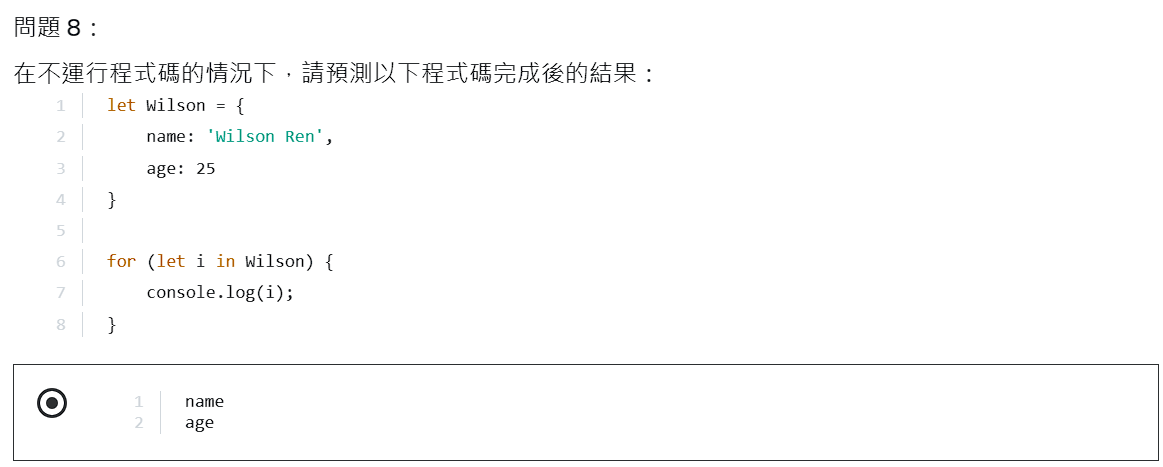 問題 8：
在不運行程式碼的情況下，請預測以下程式碼完成後的結果：
1 let Wilson = {
2     name: 'Wilson Ren',
3     age: 25
4 }
5
6 for (let i in Wilson) {
7     console.log(i);
8 }
1 name
2 age